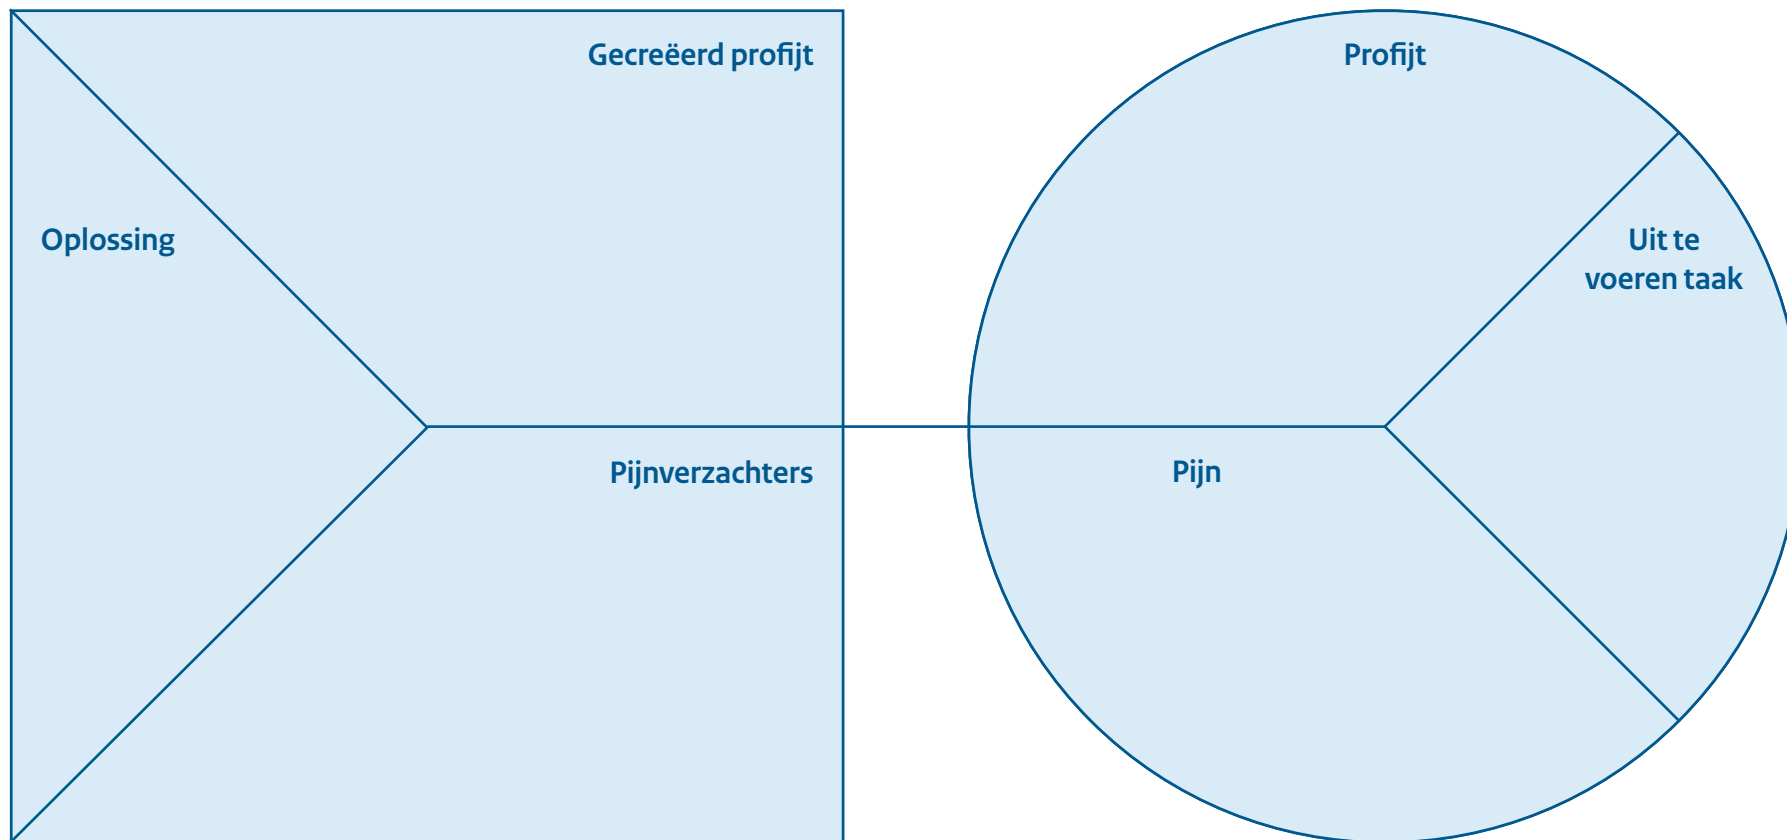 Gecreëerd profijt
Oplossing
Pijnverzachters
Profijt
Uit te
voeren taak
Pijn